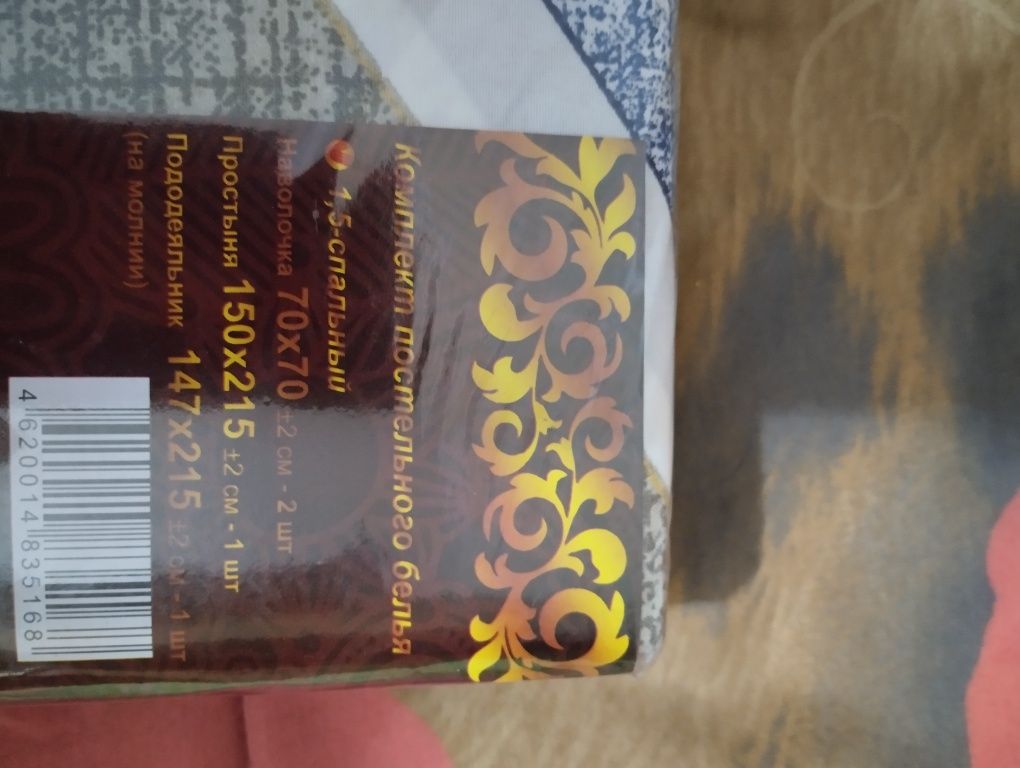 Комплект постельного белья
1,5-спальный
Наволочка 70х70 ±2 см - 2 шт
Простыня 150х215 ±2 см - 1 шт
Пододеяльник 147х215 ±2 см - 1 шт
(на молнии)
4 620014 835168